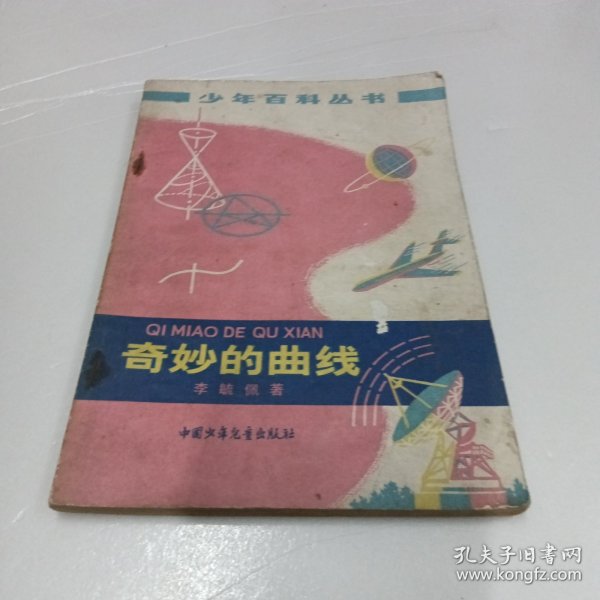 少年百科丛书
QI MIAO DE QU XIAN
奇妙的曲线
李毓佩著
中国少年儿童出版社
孔夫子旧书网
www.kongfz.com